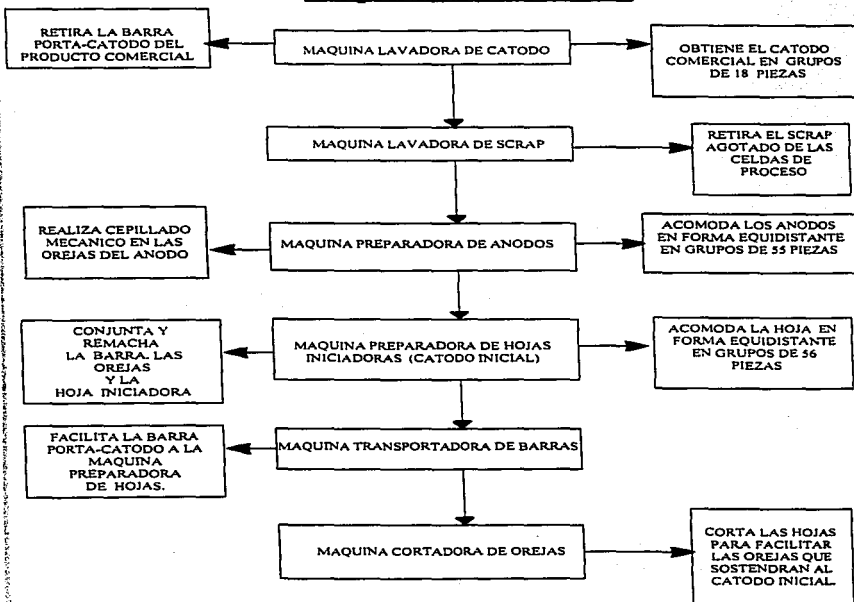 RETIRA LA BARRA
PORTA-CATODO DEL
PRODUCTO COMERCIAL
MAQUINA LAVADORA DE CATODO
OBTIENE EL CATODO
COMERCIAL EN GRUPOS
DE 18 PIEZAS
MAQUINA LAVADORA DE SCRAP
RETIRA EL SCRAP
AGOTADO DE LAS
CELDAS DE
PROCESO
REALIZA CEPILLADO
MECANICO EN LAS
OREJAS DEL ANODO
MAQUINA PREPARADORA DE ANODOS
ACOMODA LOS ANODOS
EN FORMA EQUIDISTANTE
EN GRUPOS DE 55 PIEZAS
CONJUNTA Y
REMACHA
LA BARRA. LAS
OREJAS
Y LA
HOJA INICIADORA
MAQUINA PREPARADORA DE HOJAS
INICIADORAS (CATODO INICIAL)
ACOMODA LA HOJA EN
FORMA EQUIDISTANTE
EN GRUPOS DE 56
PIEZAS
FACILITA LA BARRA
PORTA-CATODO A LA
MAQUINA
PREPARADORA
DE HOJAS.
MAQUINA TRANSPORTADORA DE BARRAS
MAQUINA CORTADORA DE OREJAS
CORTA LAS HOJAS
PARA FACILITAR
LAS OREJAS QUE
SOSTENDRAN AL
CATODO INICIAL.